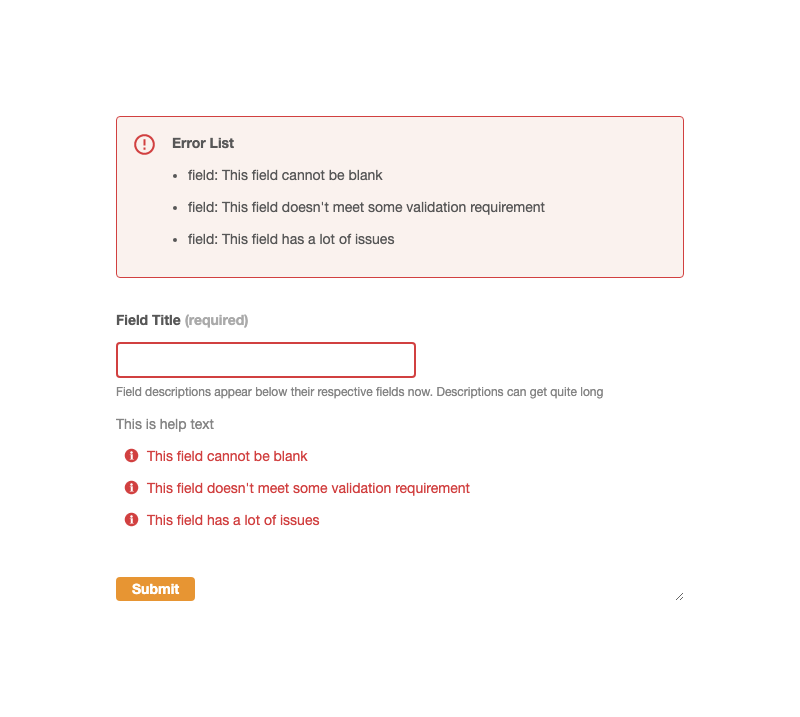 Error List
field: This field cannot be blank
field: This field doesn't meet some validation requirement
field: This field has a lot of issues
Field Title (required)
Field descriptions appear below their respective fields now. Descriptions can get quite long
This is help text
This field cannot be blank
This field doesn't meet some validation requirement
This field has a lot of issues
Submit